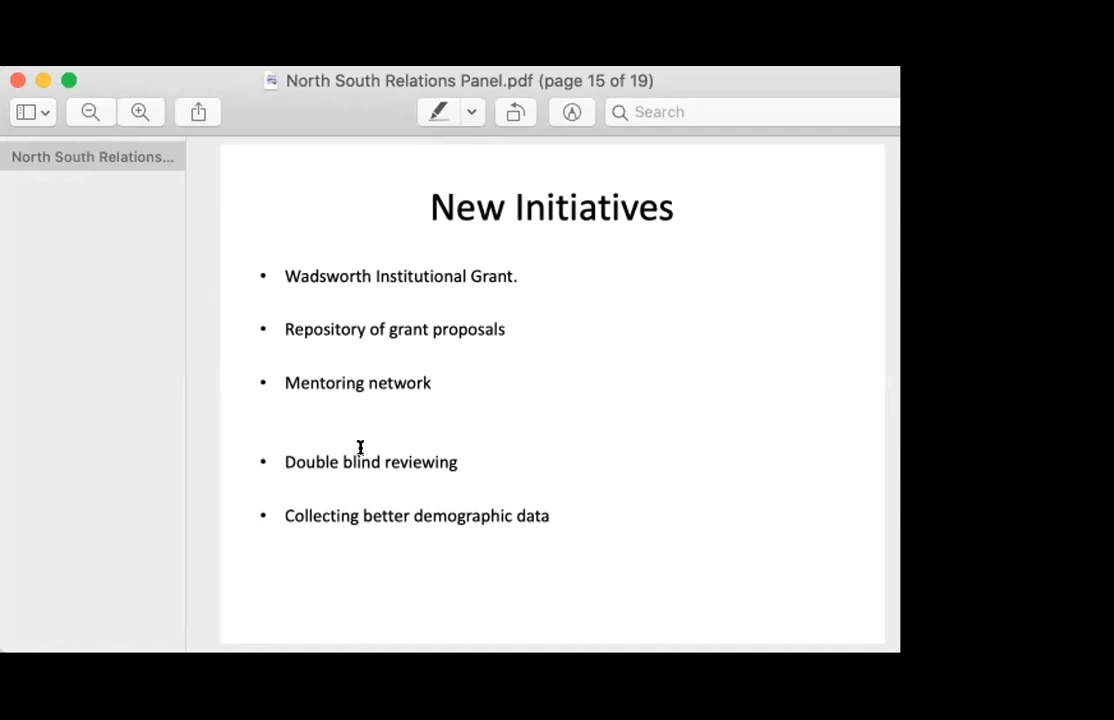 North South Relations Panel.pdf (page 15 of 19)
Search
North South Relations...
New Initiatives
• Wadsworth Institutional Grant.
• Repository of grant proposals
• Mentoring network
• Double blind reviewing
• Collecting better demographic data